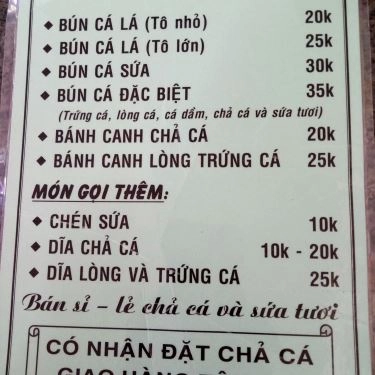 ◆ BÚN CÁ LÁ (Tô nhỏ) 20k
◆ BÚN CÁ LÁ (Tô lớn) 25k
◆ BÚN CÁ SỨA 30k
◆ BÚN CÁ ĐẶC BIỆT 35k
(Trứng cá, lòng cá, cá dầm, chả cá và sứa tươi)
◆ BÁNH CANH CHẢ CÁ 20k
◆ BÁNH CANH LÒNG TRỨNG CÁ 25k
MÓN GỌI THÊM:
◆ CHÉN SỨA 10k
◆ DĨA CHẢ CÁ 10k - 20k
◆ DĨA LÒNG VÀ TRỨNG CÁ 25k
Bán sỉ – lẻ chả cá và sứa tươi
CÓ NHẬN ĐẶT CHẢ CÁ
GIAO HÀNG